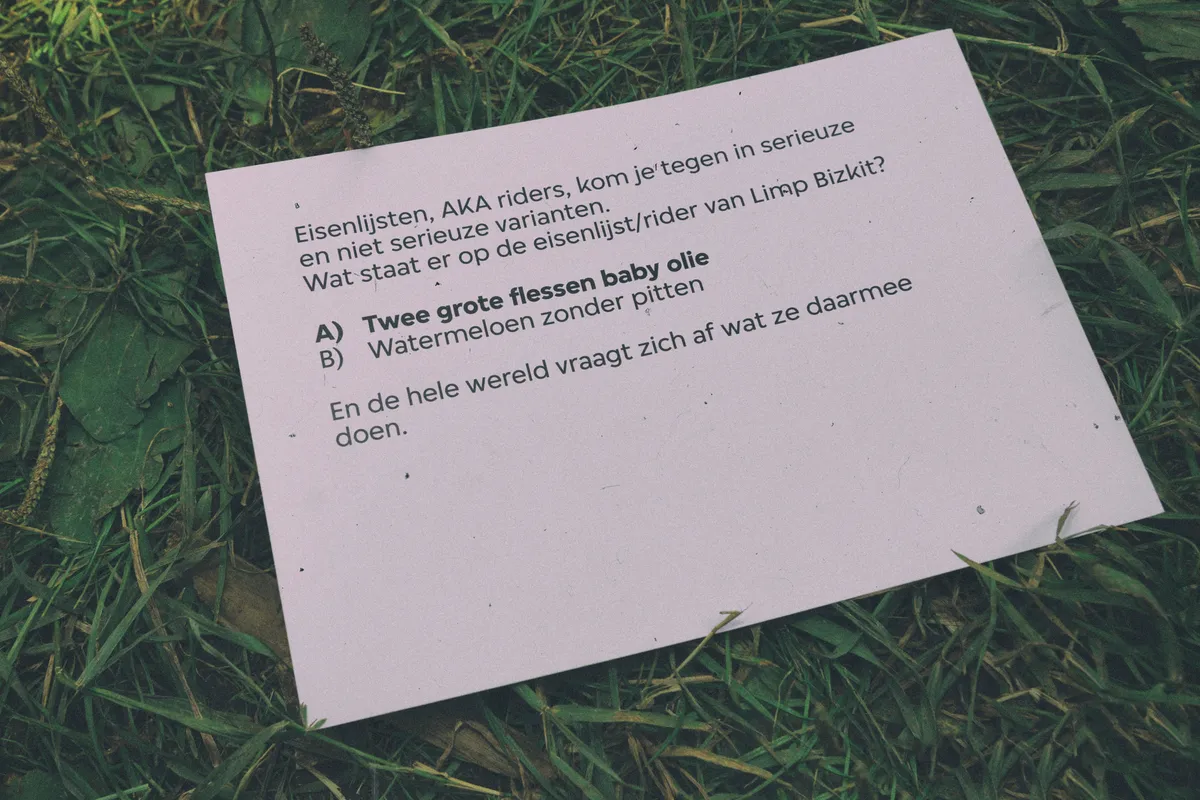 Eisenlijsten, AKA riders, kom je tegen in serieuze
en niet serieuze varianten.
Wat staat er op de eisenlijst/rider van Limp Bizkit?
A) Twee grote flessen baby olie
B) Watermeloen zonder pitten
En de hele wereld vraagt zich af wat ze daarmee
doen.